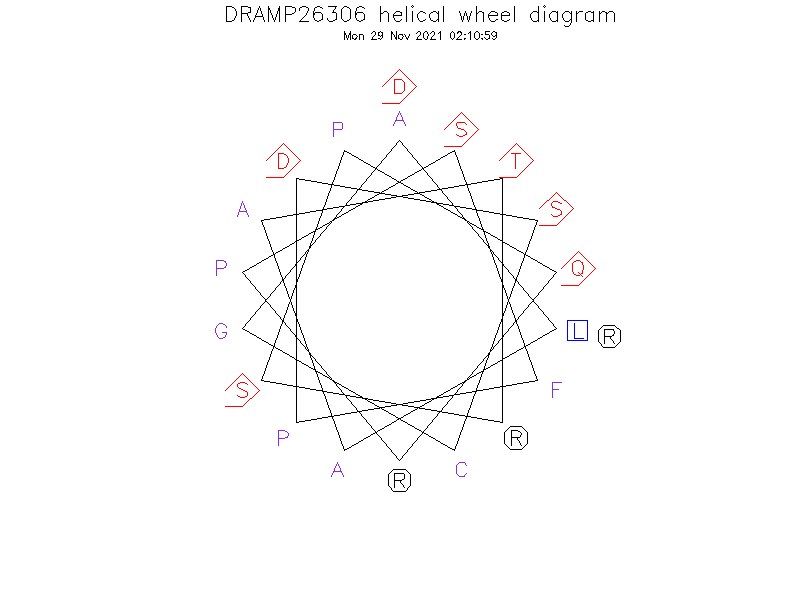 DRAMP26306 helical wheel diagram
Mon 29 Nov 2021 02:10:59
D
A
P S
D T
A S
P Q
G L R
S F
P R
A C
R